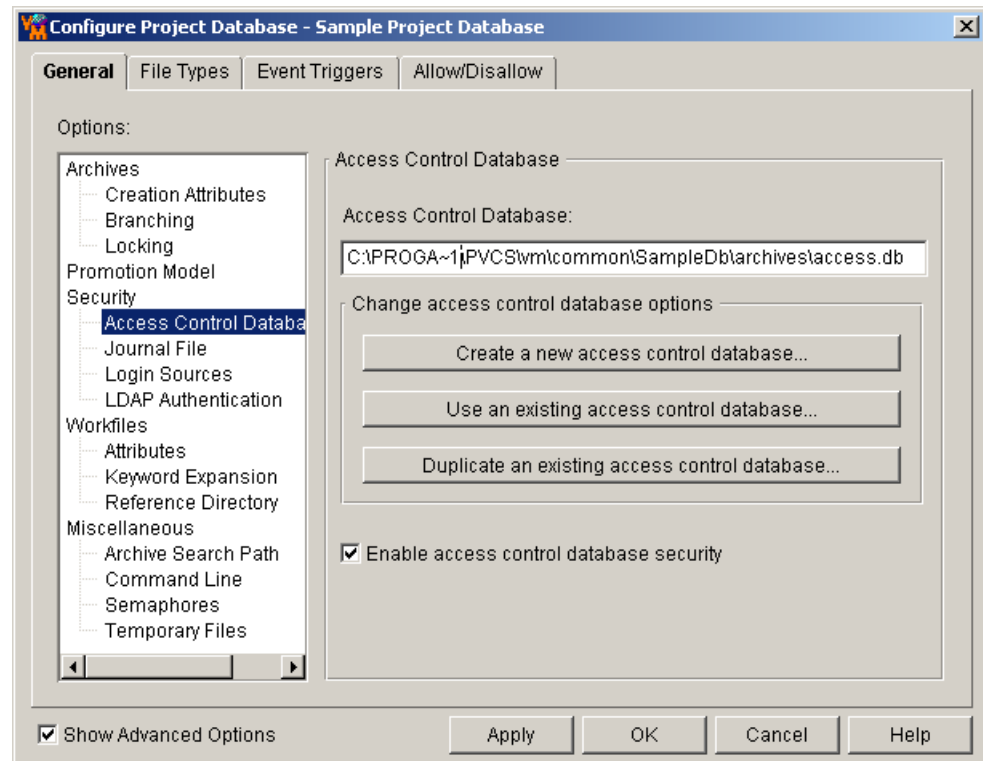 Configure Project Database - Sample Project Database
General File Types Event Triggers Allow/Disallow
Options:
Archives
Creation Attributes
Branching
Locking
Promotion Model
Security
Access Control Databa
Journal File
Login Sources
LDAP Authentication
Workfiles
Attributes
Keyword Expansion
Reference Directory
Miscellaneous
Archive Search Path
Command Line
Semaphores
Temporary Files
Access Control Database
Access Control Database:
C:\PROGA~1\PVCS\vm\common\SampleDb\archives\access.db
Change access control database options
Create a new access control database...
Use an existing access control database...
Duplicate an existing access control database...
Enable access control database security
Show Advanced Options
Apply OK Cancel Help